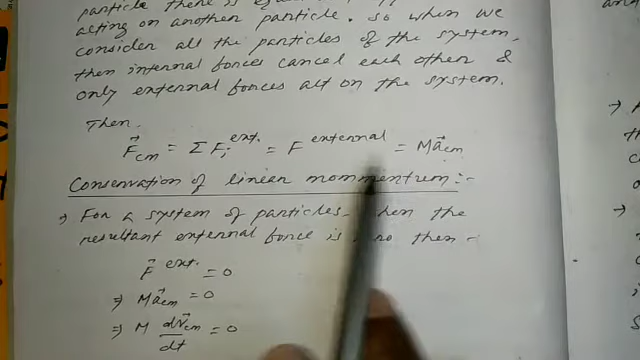 particle there is
acting on another particle. So when we
consider all the particles of the system,
then internal forces cancel each other &
only external forces act on the system.
Then.
F⃗cm = ΣFi^ext. = F^external = Ma⃗cm
Conservation of linear mommentrum:-
→ For a system of particles, when the
resultant external force is zero then -
F⃗^ext. = 0
⇒ Ma⃗cm = 0
⇒ M dv⃗cm/dt = 0